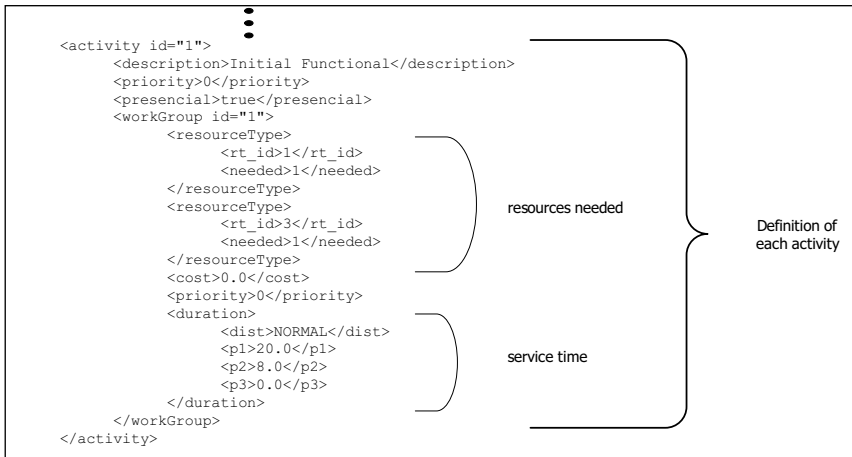 <activity id="1">
<description>Initial Functional</description>
<priority>0</priority>
<presencial>true</presencial>
<workGroup id="1">
<resourceType>
<rt_id>1</rt_id>
<needed>1</needed>
</resourceType>
<resourceType>
<rt_id>3</rt_id>
<needed>1</needed>
</resourceType>
<cost>0.0</cost>
<priority>0</priority>
<duration>
<dist>NORMAL</dist>
<p1>20.0</p1>
<p2>8.0</p2>
<p3>0.0</p3>
</duration>
</workGroup>
</activity>
resources needed
service time
Definition of
each activity